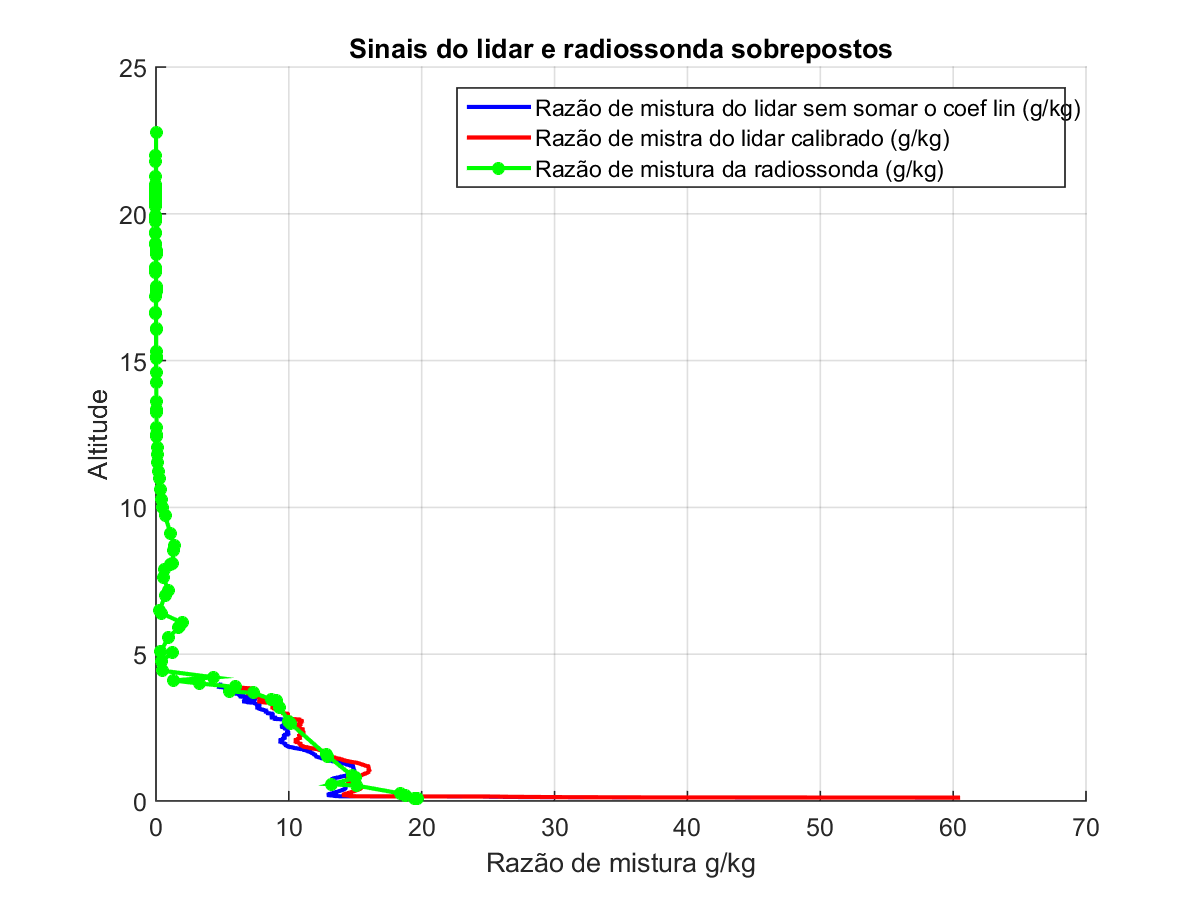 Sinais do lidar e radiossonda sobrepostos
25
Razão de mistura do lidar sem somar o coef lin (g/kg)
Razão de mistra do lidar calibrado (g/kg)
Razão de mistura da radiossonda (g/kg)
20
15
Altitude
10
5
0
0 10 20 30 40 50 60 70
Razão de mistura g/kg